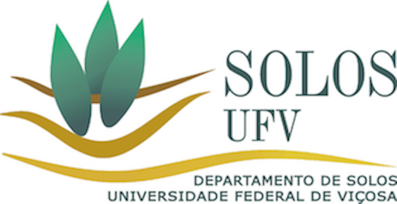 SOLOS
UFV
DEPARTAMENTO DE SOLOS
UNIVERSIDADE FEDERAL DE VIÇOSA